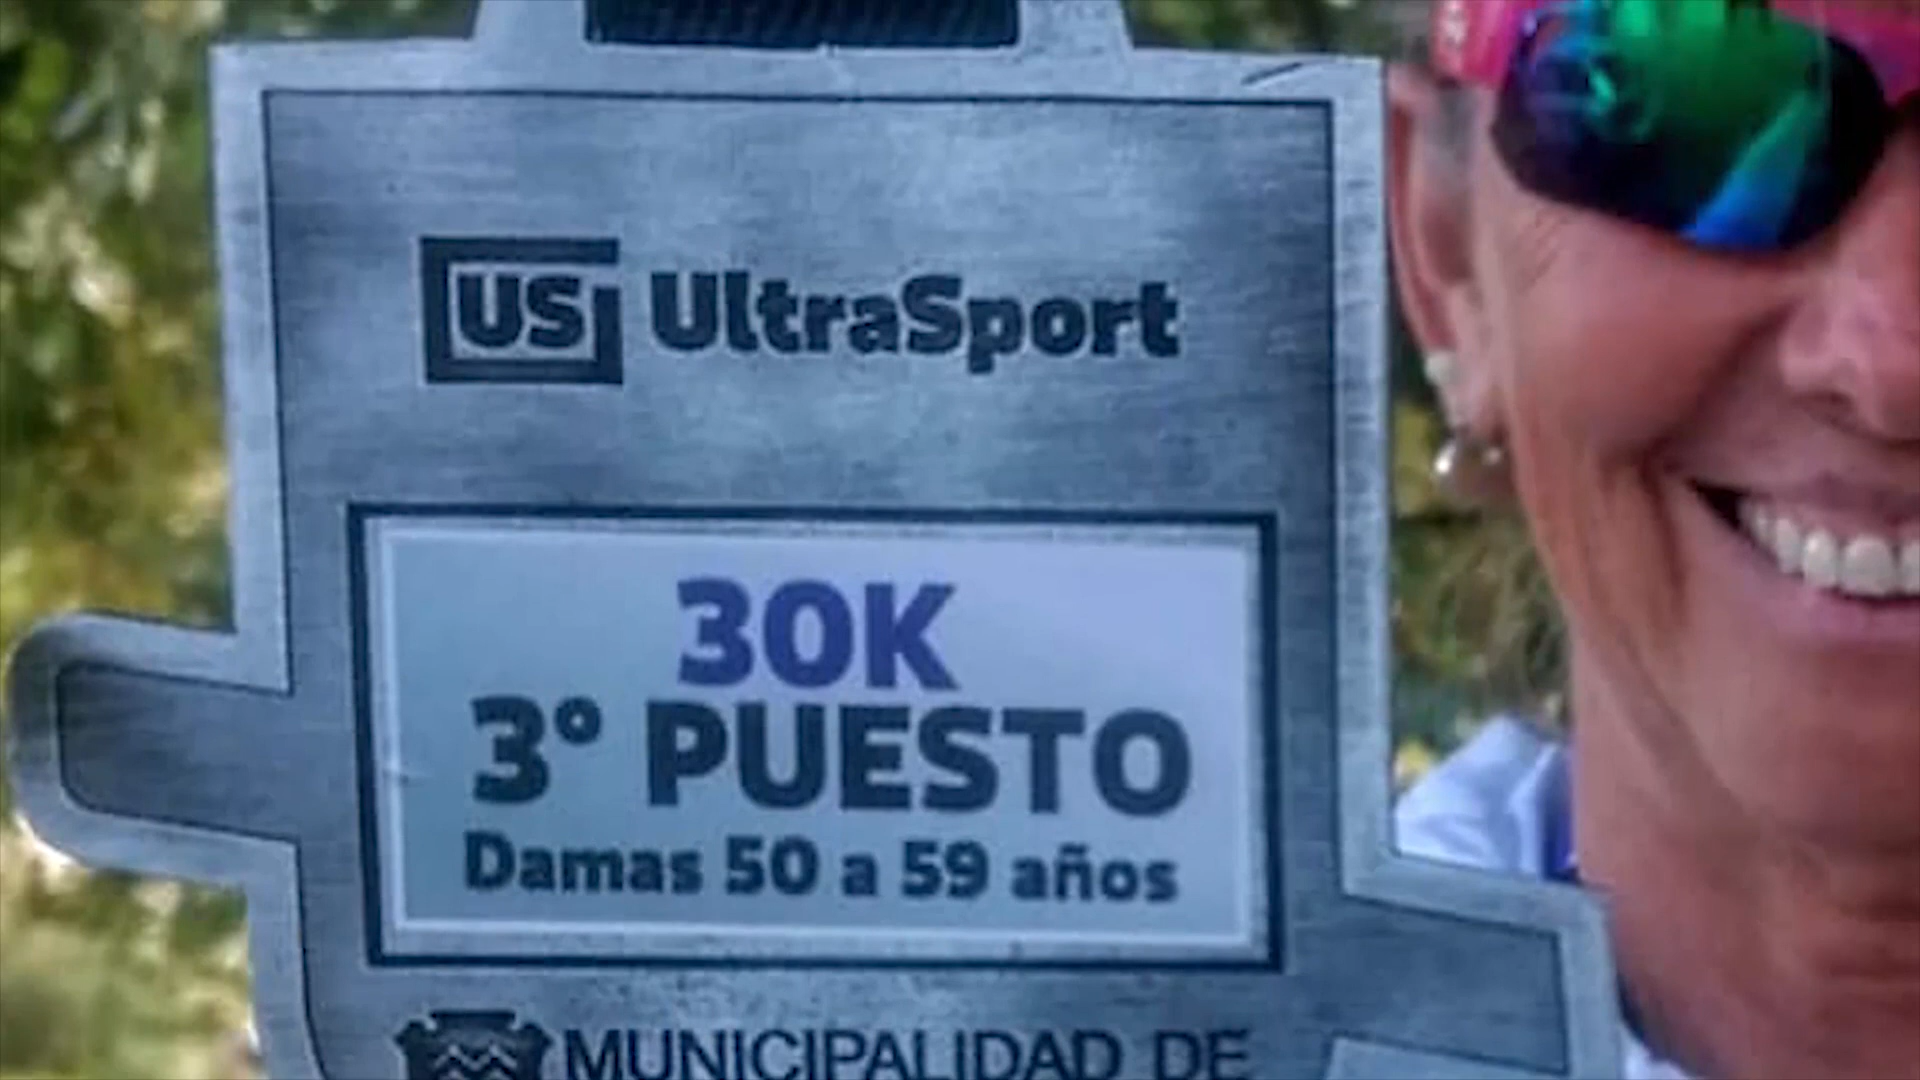 US UltraSport
30K
3° PUESTO
Damas 50 a 59 años
MUNICIPALIDAD DE